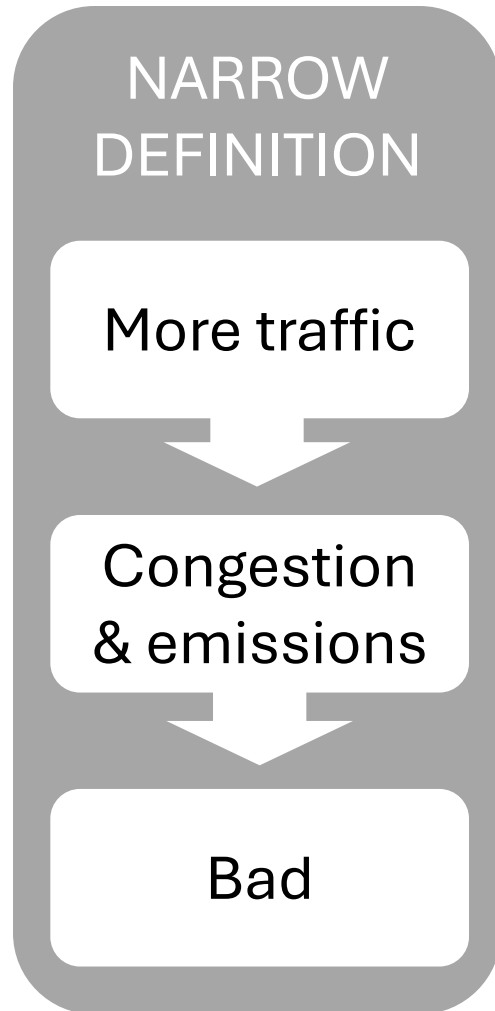 NARROW
DEFINITION
More traffic
Congestion
& emissions
Bad